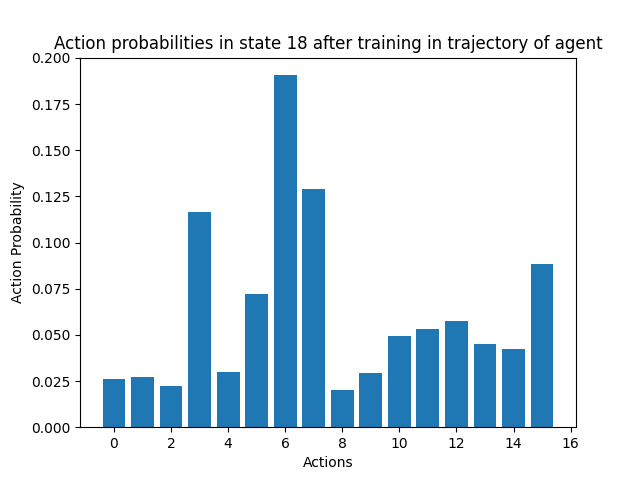 Action probabilities in state 18 after training in trajectory of agent
0.200
0.175
0.150
0.125
0.100
0.075
0.050
0.025
0.000
Action Probability
0 2 4 6 8 10 12 14 16
Actions